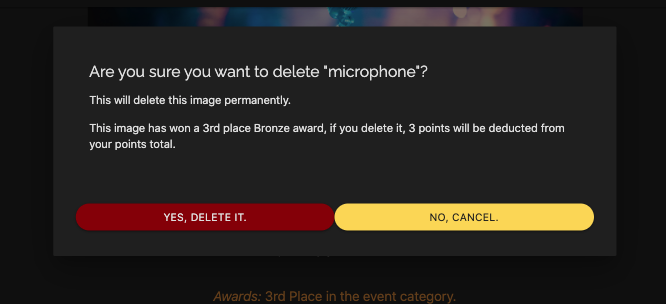 Are you sure you want to delete "microphone"?
This will delete this image permanently.
This image has won a 3rd place Bronze award, if you delete it, 3 points will be deducted from
your points total.
YES, DELETE IT.
NO, CANCEL.
Awards: 3rd Place in the event category.